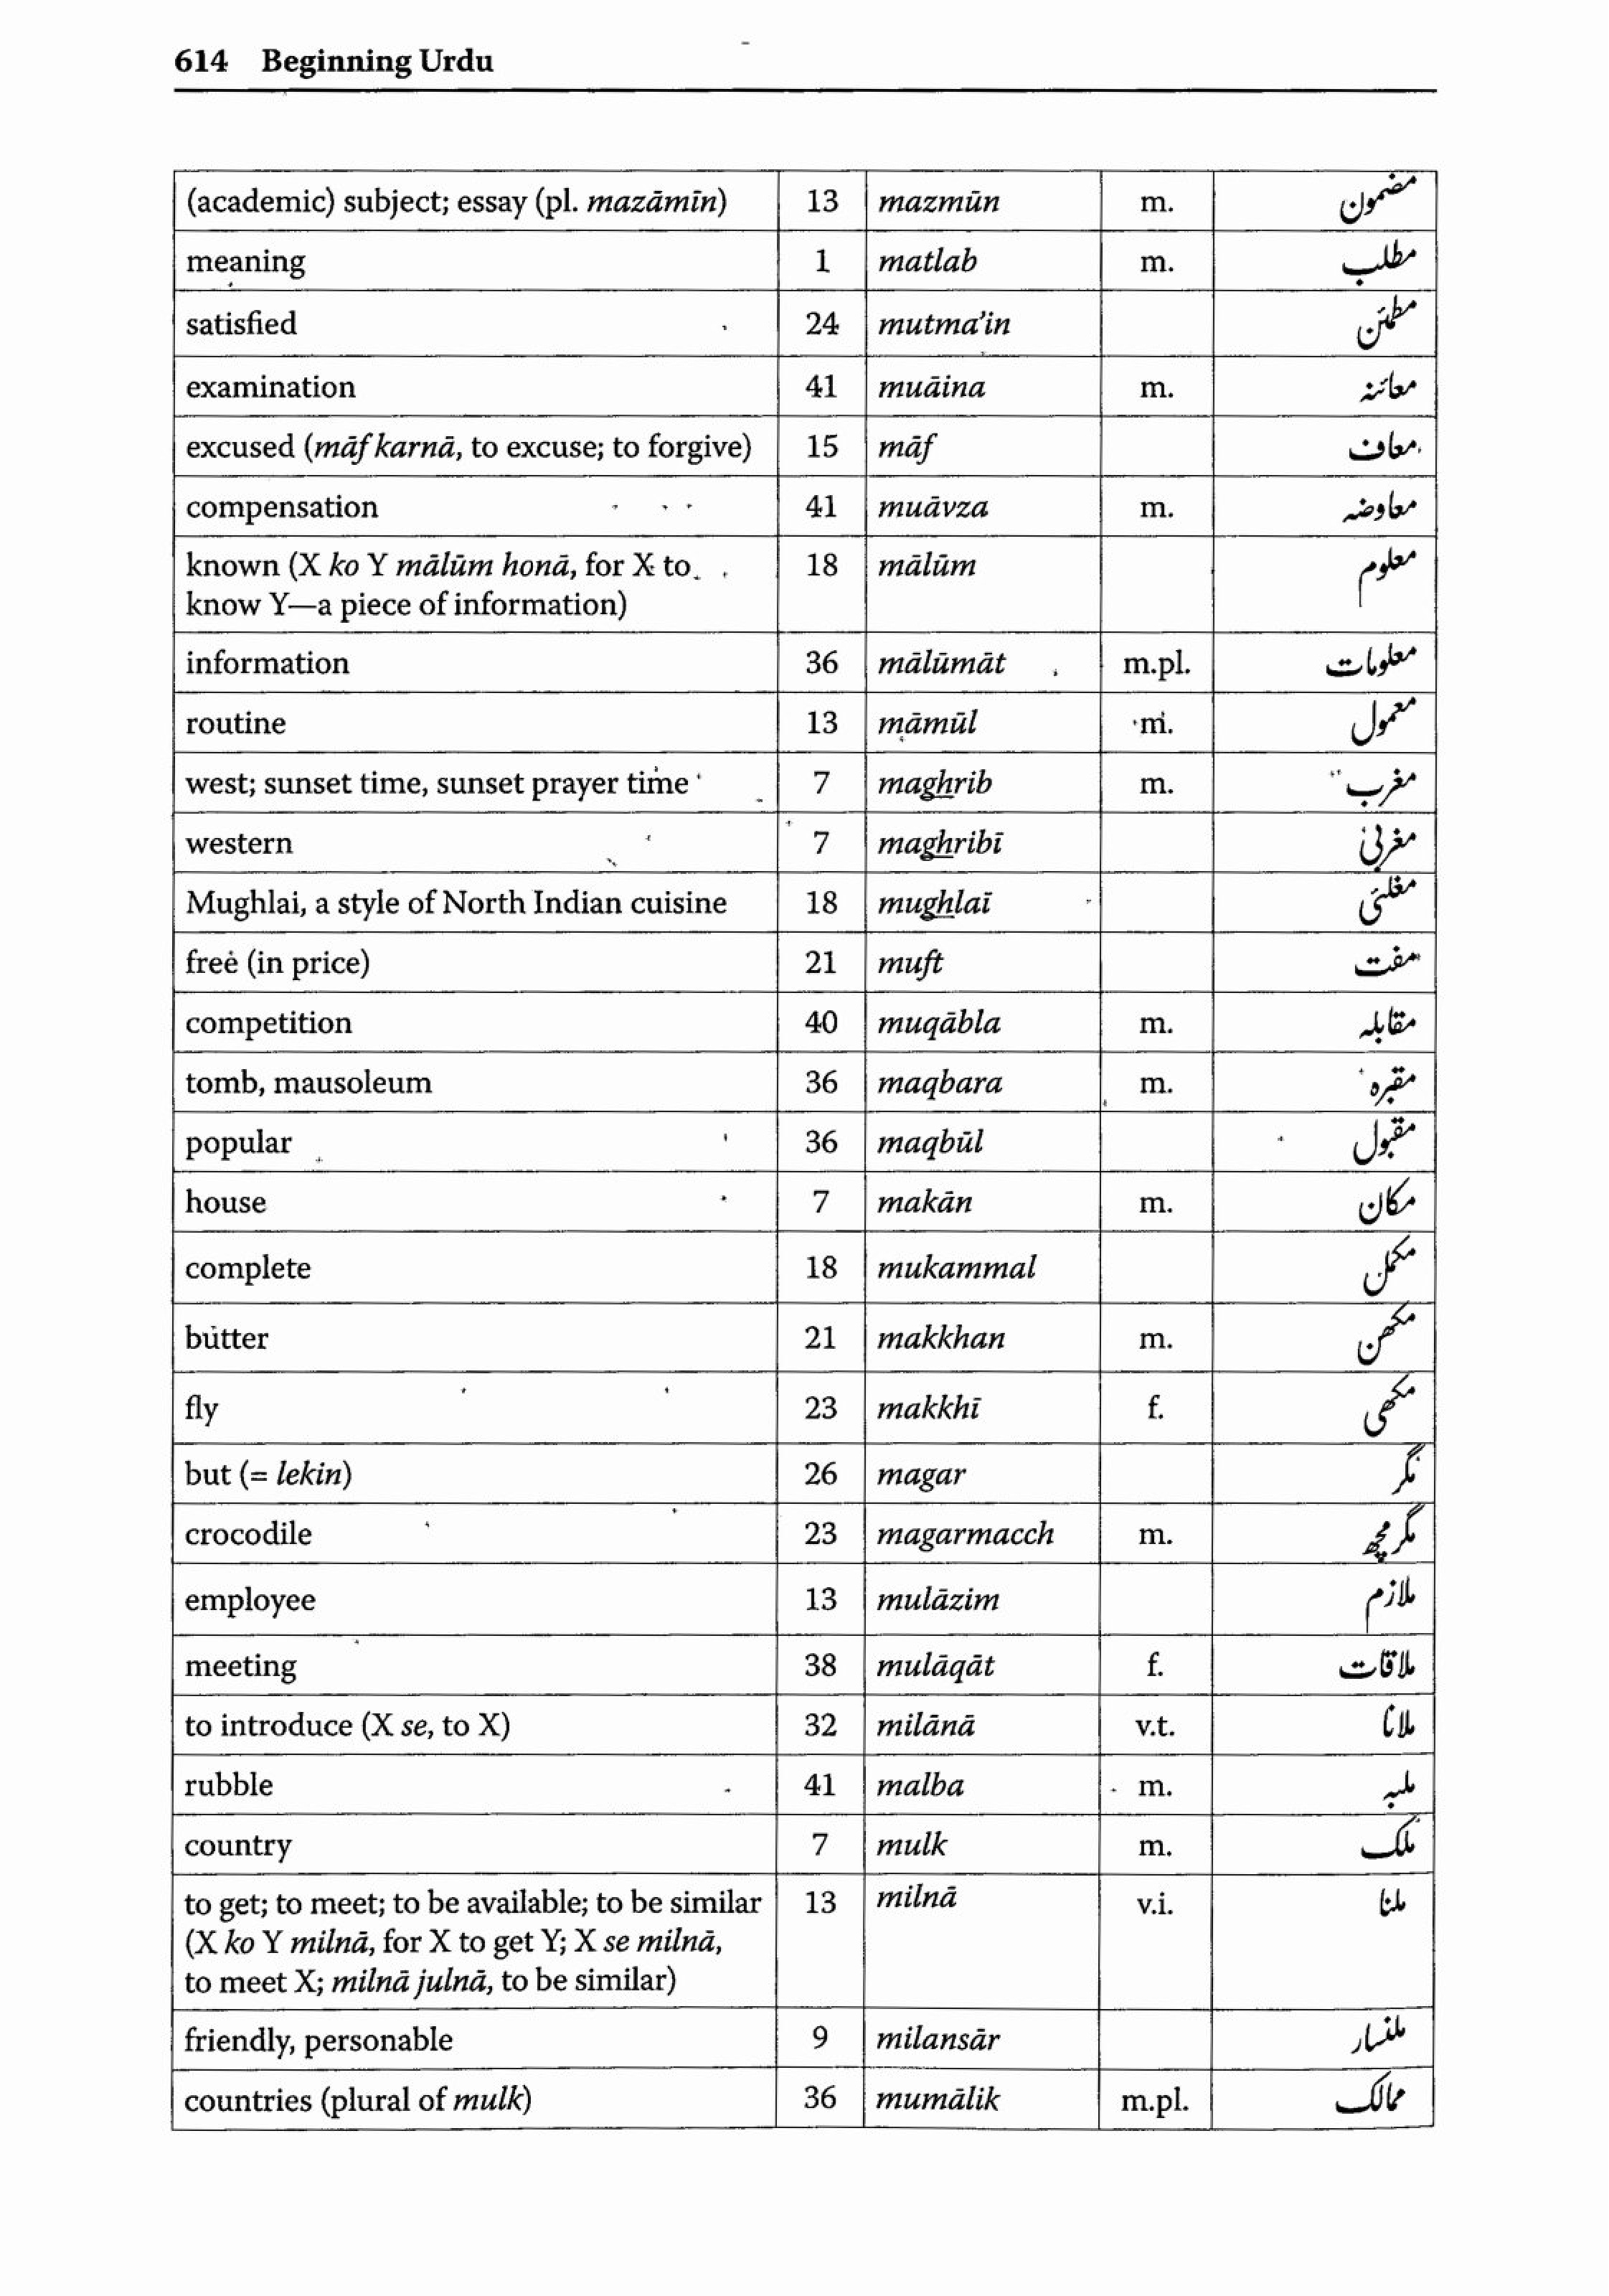 614 Beginning Urdu
(academic) subject; essay (pl. mazāmīn) 13 mazmūn m. مضمون
meaning 1 matlab m. مطلب
satisfied 24 mutma'in مطمئن
examination 41 muāina m. معائنہ
excused (māf karnā, to excuse; to forgive) 15 māf معاف
compensation 41 muāvza m. معاوضہ
known (X ko Y mālūm honā, for X to 18 mālūm معلوم
know Y—a piece of information)
information 36 mālūmāt m.pl. معلومات
routine 13 māmūl m. معمول
west; sunset time, sunset prayer time 7 maghrib m. مغرب
western 7 maghribī مغربی
Mughlai, a style of North Indian cuisine 18 mughlaī مغلئی
free (in price) 21 muft مفت
competition 40 muqābla m. مقابلہ
tomb, mausoleum 36 maqbara m. مقبرہ
popular 36 maqbūl مقبول
house 7 makān m. مکان
complete 18 mukammal مکمل
butter 21 makkhan m. مکھن
fly 23 makkhī f. مکھی
but (= lekin) 26 magar مگر
crocodile 23 magarmacch m. مگرمچھ
employee 13 mulāzim ملازم
meeting 38 mulāqāt f. ملاقات
to introduce (X se, to X) 32 milānā v.t. ملانا
rubble 41 malba m. ملبہ
country 7 mulk m. ملک
to get; to meet; to be available; to be similar 13 milnā v.i. ملنا
(X ko Y milnā, for X to get Y; X se milnā,
to meet X; milnā julnā, to be similar)
friendly, personable 9 milansār ملنسار
countries (plural of mulk) 36 mumālik m.pl. ممالک